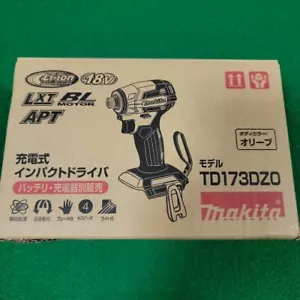 Li-ion
18V
LXT BL
MOTOR
APT
makita
ボディカラー:
オリーブ
充電式
インパクトドライバ
モデル
TD173DZO
バッテリ・充電器別販売
makita
4